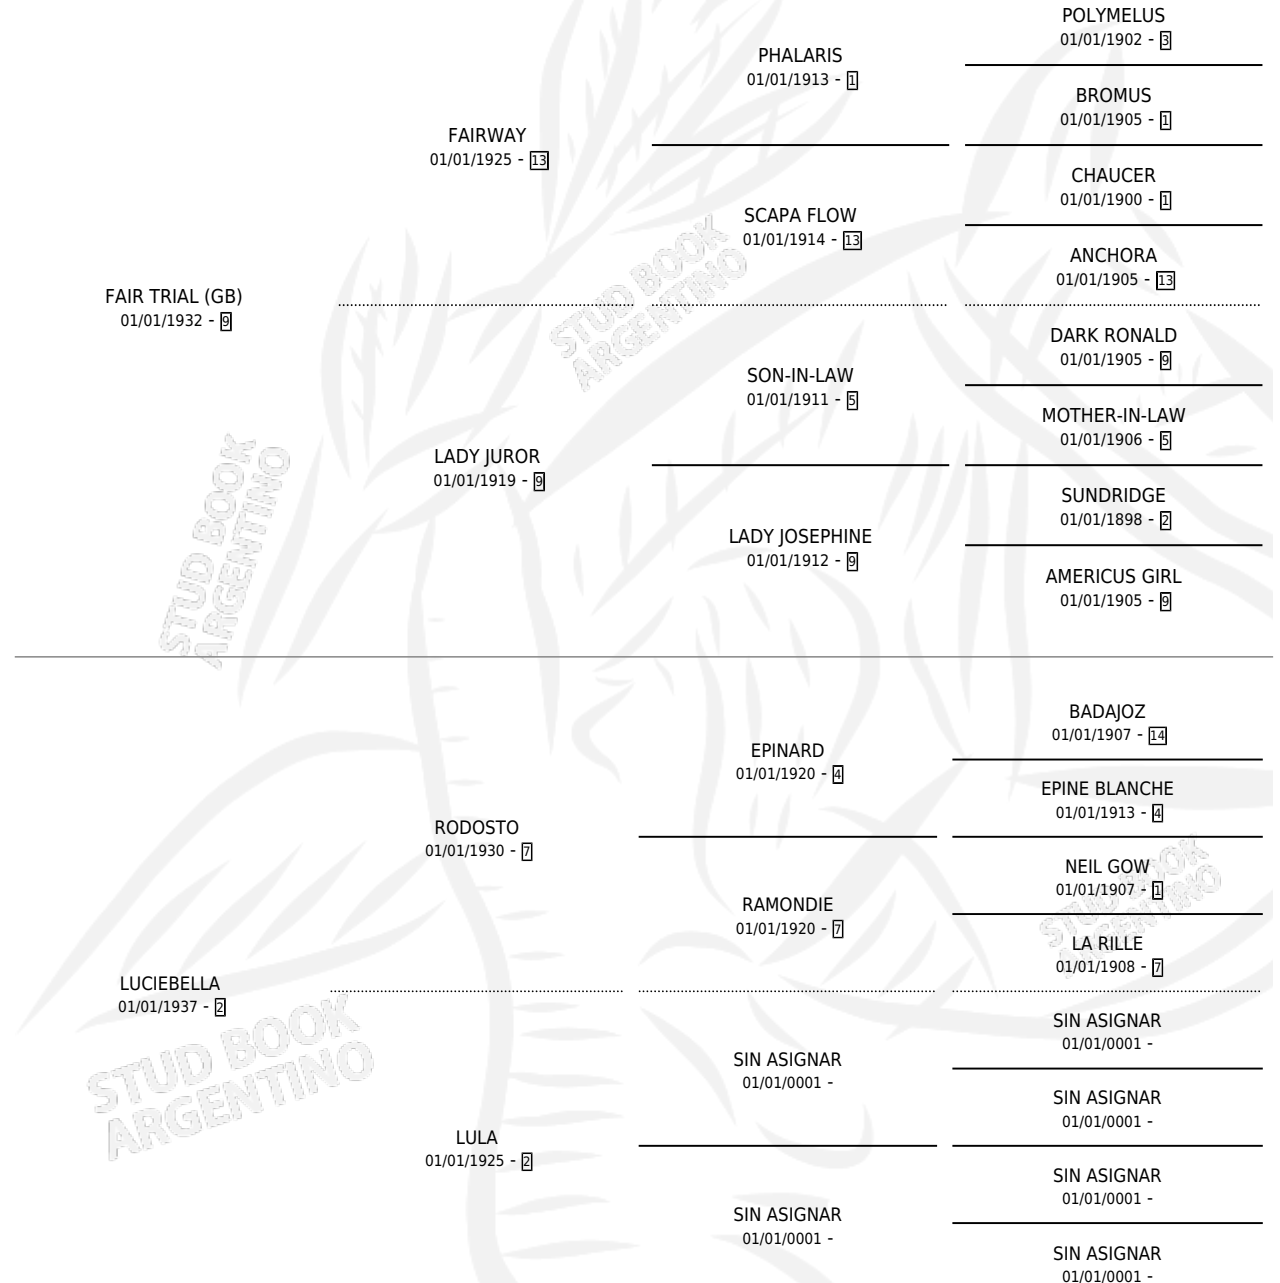 POLYMELUS
01/01/1902 - 3
PHALARIS
01/01/1913 - 1
BROMUS
01/01/1905 - 1
FAIRWAY
01/01/1925 - 13
CHAUCER
01/01/1900 - 1
SCAPA FLOW
01/01/1914 - 13
ANCHORA
01/01/1905 - 13
FAIR TRIAL (GB)
01/01/1932 - 9
DARK RONALD
01/01/1905 - 9
SON-IN-LAW
01/01/1911 - 5
MOTHER-IN-LAW
01/01/1906 - 5
LADY JUROR
01/01/1919 - 9
SUNDRIDGE
01/01/1898 - 2
LADY JOSEPHINE
01/01/1912 - 9
AMERICUS GIRL
01/01/1905 - 9
STUD BOOK
ARGENTINO
STUD BOOK
ARGENTINO
BADAJOZ
01/01/1907 - 14
EPINARD
01/01/1920 - 4
EPINE BLANCHE
01/01/1913 - 4
RODOSTO
01/01/1930 - 7
NEIL GOW
01/01/1907 - 1
RAMONDIE
01/01/1920 - 7
LA RILLE
01/01/1908 - 7
LUCIEBELLA
01/01/1937 - 2
SIN ASIGNAR
01/01/0001 -
SIN ASIGNAR
01/01/0001 -
SIN ASIGNAR
01/01/0001 -
LULA
01/01/1925 - 2
SIN ASIGNAR
01/01/0001 -
SIN ASIGNAR
01/01/0001 -
SIN ASIGNAR
01/01/0001 -
STUD BOOK
ARGENTINO
STUD BOOK
ARGENTINO